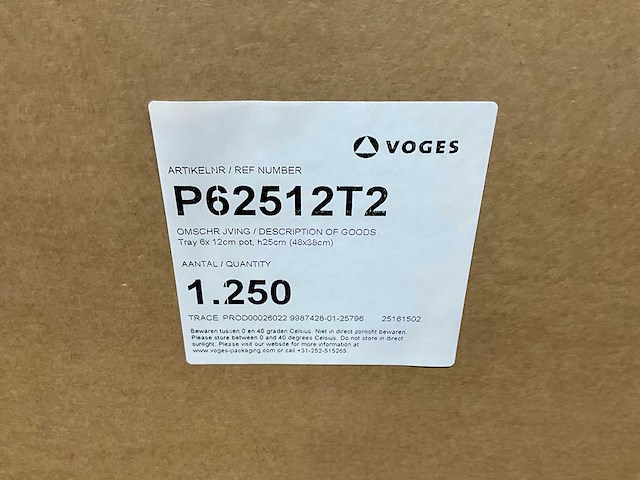 VOGES
ARTIKELNR / REF NUMBER
P62512T2
OMSCHR JVING / DESCRIPTION OF GOODS
Tray 6x 12cm pot, h25cm (48x38cm)
AANTAL / QUANTITY
1.250
TRACE PROD00026022 9987428-01-25796 25161502
Bewaren tussen 0 en 40 graden Celsius. Niet in direct zonlicht bewaren.
Please store between 0 and 40 degrees Celsius. Do not store in direct
sunlight. Please visit our website for more information at
www.voges-packaging.com or call +31-252-515265.